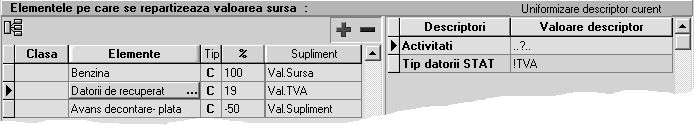 Elementele pe care se repartizeaza valoarea sursa :
Uniformizare descriptor curent
Clasa Elemente Tip % Supliment
Benzina C 100 Val.Sursa
Datorii de recuperat ... C 19 Val.TVA
Avans decontare- plata C -50 Val.Supliment
Descriptori Valoare descriptor
Activitati ..?..
Tip datorii STAT !TVA